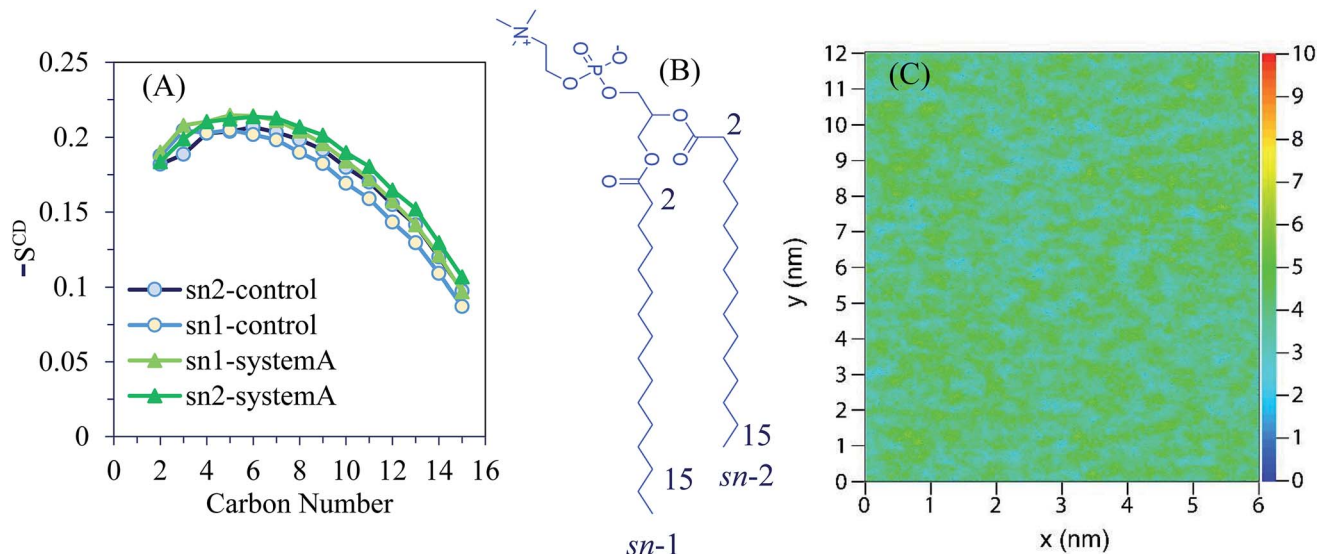 (A)
0.25
0.20
0.15
0.1
0.05
0
−S^CD
sn2-control
sn1-control
sn1-systemA
sn2-systemA
0 2 4 6 8 10 12 14 16
Carbon Number
(B)
N
+
O
O
-
P
O
O
O
2
O
O
O
2
15
15
sn-2
sn-1
(C)
12
11
10
9
8
7
6
5
4
3
2
1
0
y (nm)
0 1 2 3 4 5 6
x (nm)
10
9
8
7
6
5
4
3
2
1
0